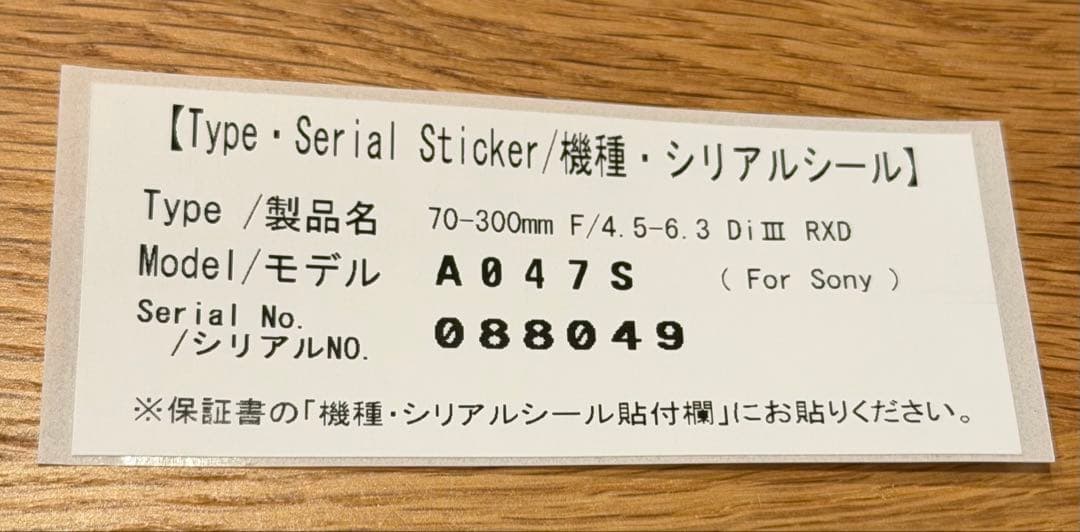 【Type・Serial Sticker/機種・シリアルシール】
Type /製品名 70-300mm F/4.5-6.3 DiⅢ RXD
Model/モデル A047S ( For Sony )
Serial No.
/シリアルNO. 088049
※保証書の「機種・シリアルシール貼付欄」にお貼りください。